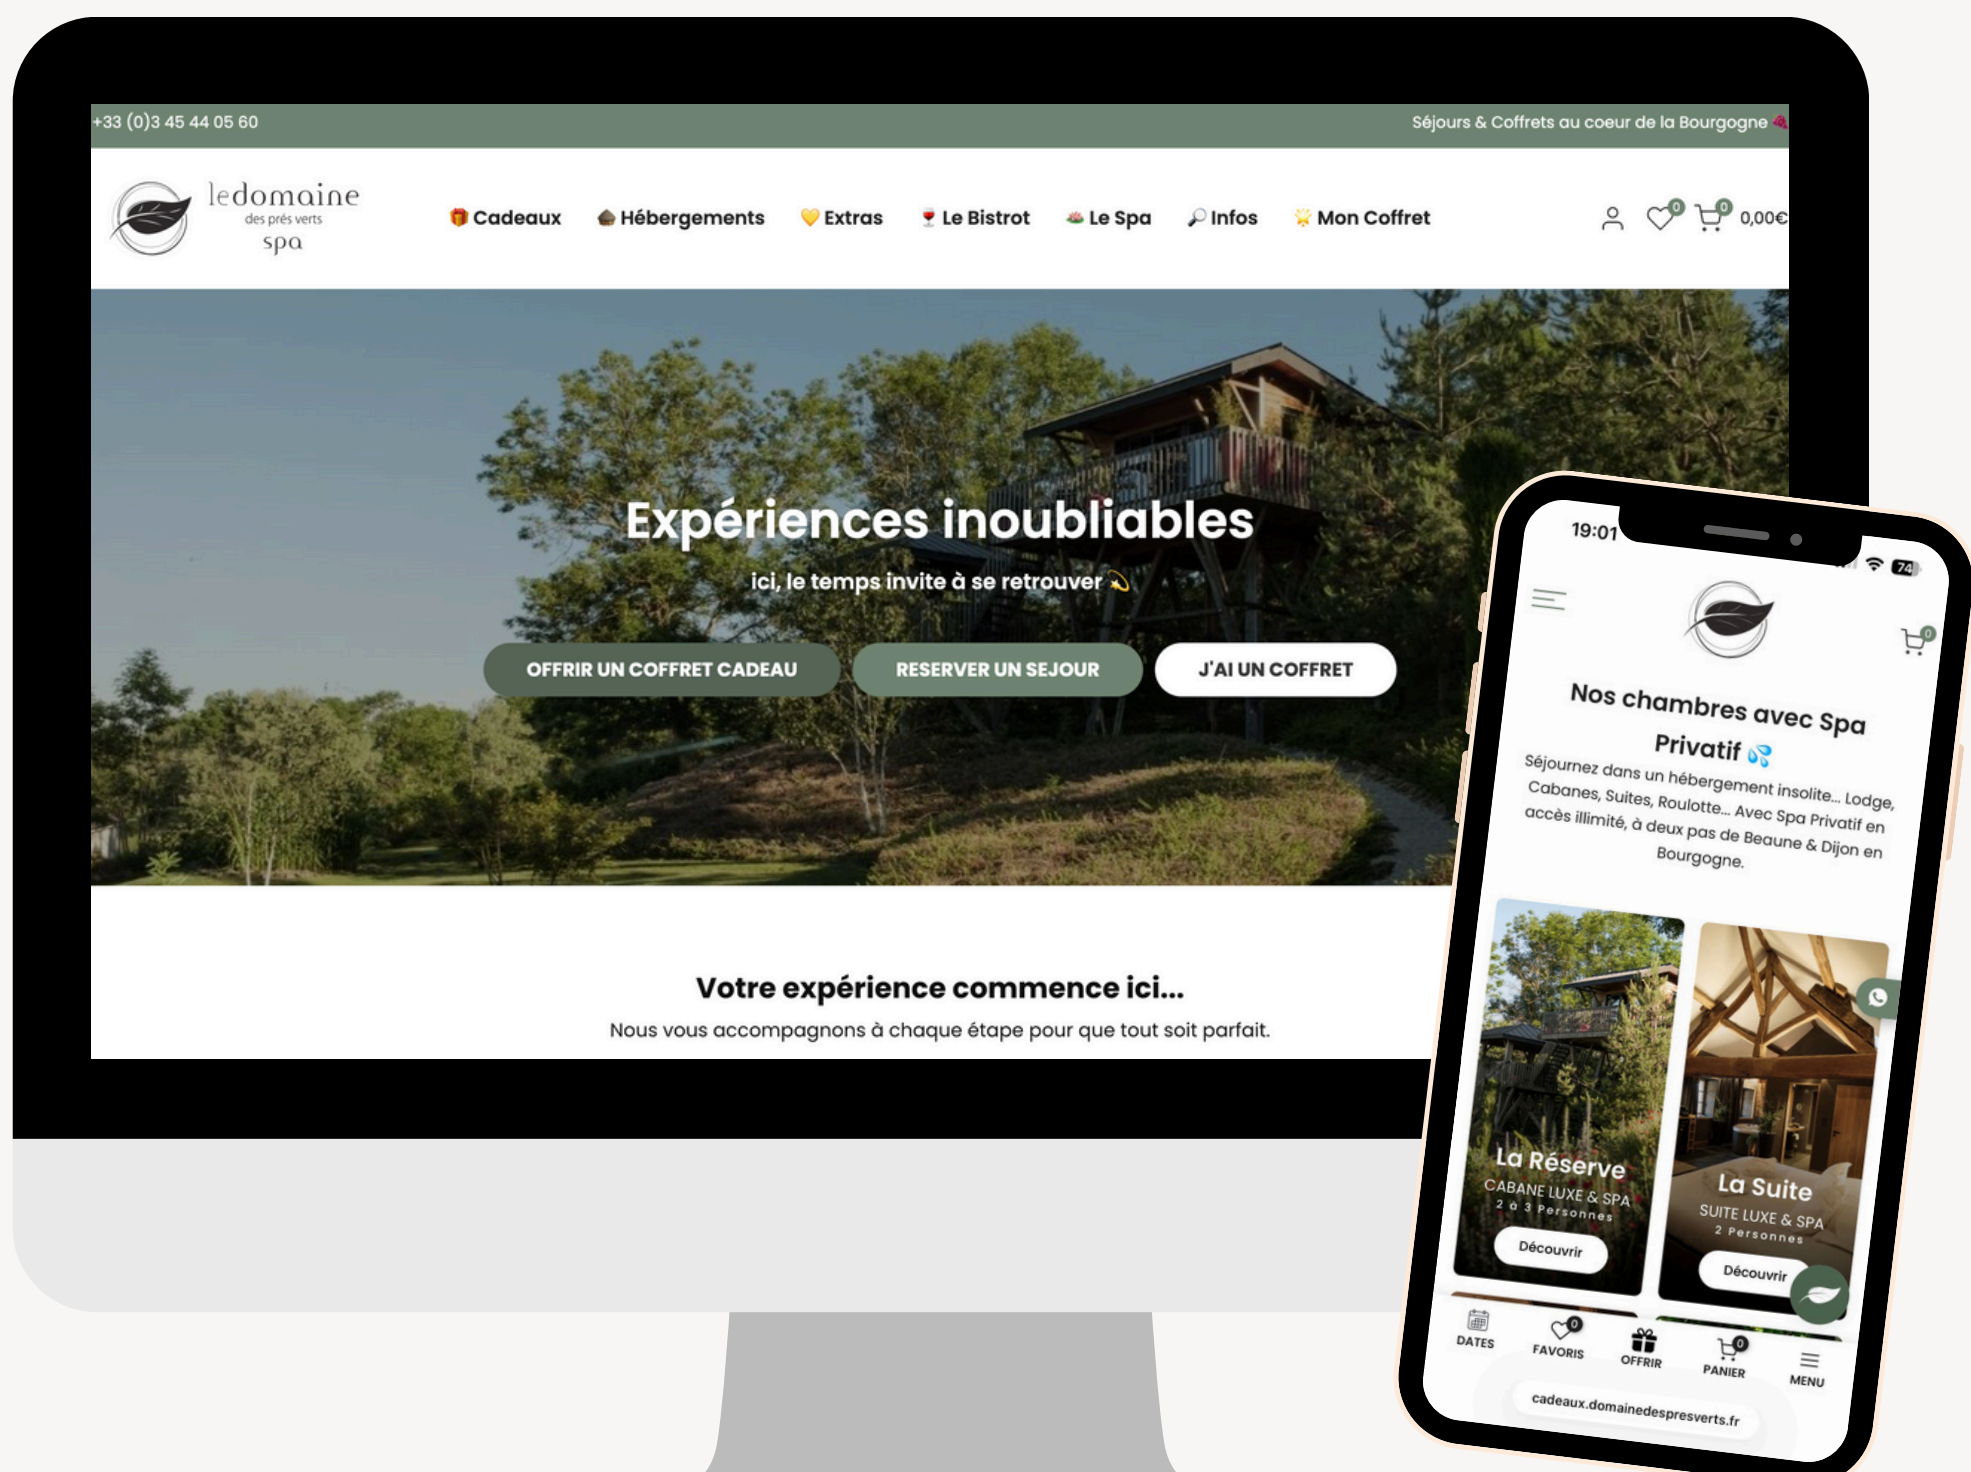 +33 (0)3 45 44 05 60
Séjours & Coffrets au coeur de la Bourgogne 🍇
ledomaine
des prés verts
spa
🎁 Cadeaux 🛖 Hébergements 💛 Extras 🍷 Le Bistrot 🪷 Le Spa 🔎 Infos 🌟 Mon Coffret
0 0 0,00€
Expériences inoubliables
ici, le temps invite à se retrouver 💫
OFFRIR UN COFFRET CADEAU RESERVER UN SEJOUR J'AI UN COFFRET
Votre expérience commence ici...
Nous vous accompagnons à chaque étape pour que tout soit parfait.
19:01
74
0
Nos chambres avec Spa
Privatif 💦
Séjournez dans un hébergement insolite... Lodge,
Cabanes, Suites, Roulotte... Avec Spa Privatif en
accès illimité, à deux pas de Beaune & Dijon en
Bourgogne.
La Réserve
CABANE LUXE & SPA
2 à 3 Personnes
Découvrir
La Suite
SUITE LUXE & SPA
2 Personnes
Découvrir
DATES
0
FAVORIS
OFFRIR
0
PANIER
MENU
cadeaux.domainedespresverts.fr